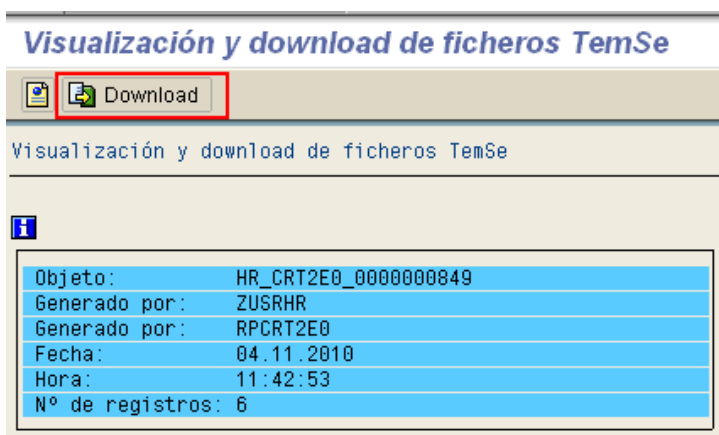 Visualización y download de ficheros TemSe
Download
Visualización y download de ficheros TemSe
Objeto: HR_CRT2E0_0000000849
Generado por: ZUSRHR
Generado por: RPCRT2E0
Fecha: 04.11.2010
Hora: 11:42:53
Nº de registros: 6